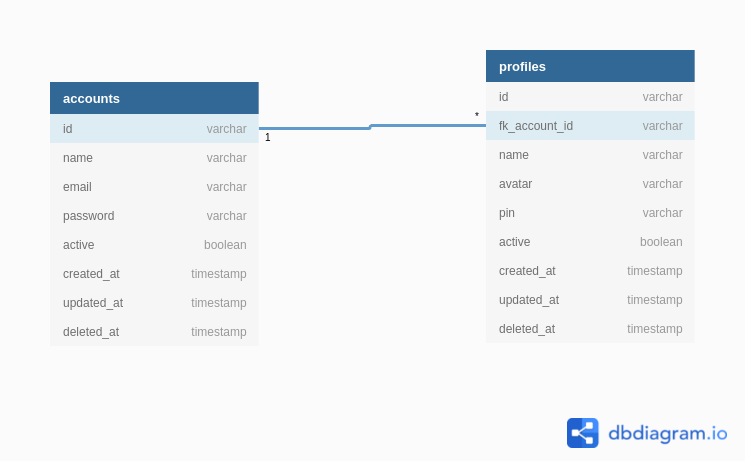 accounts
id varchar
name varchar
email varchar
password varchar
active boolean
created_at timestamp
updated_at timestamp
deleted_at timestamp
1
*
profiles
id varchar
fk_account_id varchar
name varchar
avatar varchar
pin varchar
active boolean
created_at timestamp
updated_at timestamp
deleted_at timestamp
dbdiagram.io